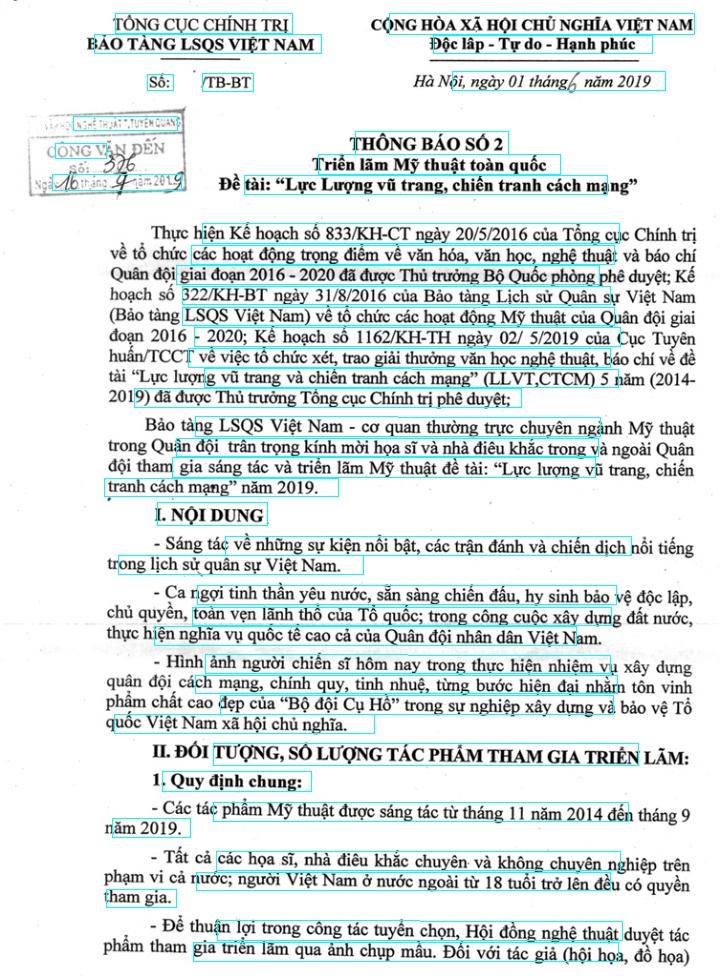 TỔNG CỤC CHÍNH TRỊ
BẢO TÀNG LSQS VIỆT NAM
CỘNG HÒA XÃ HỘI CHỦ NGHĨA VIỆT NAM
Độc lập - Tự do - Hạnh phúc
Số: /TB-BT
Hà Nội, ngày 01 tháng 6 năm 2019
NGHỆ THUẬT T.TUYÊN QUANG
CÔNG VĂN ĐẾN
Số: 376
Ngày 16 tháng 9 năm 2019
THÔNG BÁO SỐ 2
Triển lãm Mỹ thuật toàn quốc
Đề tài: “Lực Lượng vũ trang, chiến tranh cách mạng”
Thực hiện Kế hoạch số 833/KH-CT ngày 20/5/2016 của Tổng cục Chính trị
về tổ chức các hoạt động trọng điểm về văn hóa, văn học, nghệ thuật và báo chí
Quân đội giai đoạn 2016 - 2020 đã được Thủ trưởng Bộ Quốc phòng phê duyệt; Kế
hoạch số 322/KH-BT ngày 31/8/2016 của Bảo tàng Lịch sử Quân sự Việt Nam
(Bảo tàng LSQS Việt Nam) về tổ chức các hoạt động Mỹ thuật của Quân đội giai
đoạn 2016 - 2020; Kế hoạch số 1162/KH-TH ngày 02/ 5/2019 của Cục Tuyên
huấn/TCCT về việc tổ chức xét, trao giải thưởng văn học nghệ thuật, báo chí về đề
tài “Lực lượng vũ trang và chiến tranh cách mạng” (LLVT,CTCM) 5 năm (2014-
2019) đã được Thủ trưởng Tổng cục Chính trị phê duyệt;
Bảo tàng LSQS Việt Nam - cơ quan thường trực chuyên ngành Mỹ thuật
trong Quân đội trân trọng kính mời họa sĩ và nhà điêu khắc trong và ngoài Quân
đội tham gia sáng tác và triển lãm Mỹ thuật đề tài: “Lực lượng vũ trang, chiến
tranh cách mạng” năm 2019.
I. NỘI DUNG
- Sáng tác về những sự kiện nổi bật, các trận đánh và chiến dịch nổi tiếng
trong lịch sử quân sự Việt Nam.
- Ca ngợi tinh thần yêu nước, sẵn sàng chiến đấu, hy sinh bảo vệ độc lập,
chủ quyền, toàn vẹn lãnh thổ của Tổ quốc; trong công cuộc xây dựng đất nước,
thực hiện nghĩa vụ quốc tế cao cả của Quân đội nhân dân Việt Nam.
- Hình ảnh người chiến sĩ hôm nay trong thực hiện nhiệm vụ xây dựng
quân đội cách mạng, chính quy, tinh nhuệ, từng bước hiện đại nhằm tôn vinh
phẩm chất cao đẹp của “Bộ đội Cụ Hồ” trong sự nghiệp xây dựng và bảo vệ Tổ
quốc Việt Nam xã hội chủ nghĩa.
II. ĐỐI TƯỢNG, SỐ LƯỢNG TÁC PHẨM THAM GIA TRIỂN LÃM:
1. Quy định chung:
- Các tác phẩm Mỹ thuật được sáng tác từ tháng 11 năm 2014 đến tháng 9
năm 2019.
- Tất cả các họa sĩ, nhà điêu khắc chuyên và không chuyên nghiệp trên
phạm vi cả nước; người Việt Nam ở nước ngoài từ 18 tuổi trở lên đều có quyền
tham gia.
- Để thuận lợi trong công tác tuyển chọn, Hội đồng nghệ thuật duyệt tác
phẩm tham gia triển lãm qua ảnh chụp mầu. Đối với tác giả (hội họa, đồ họa)